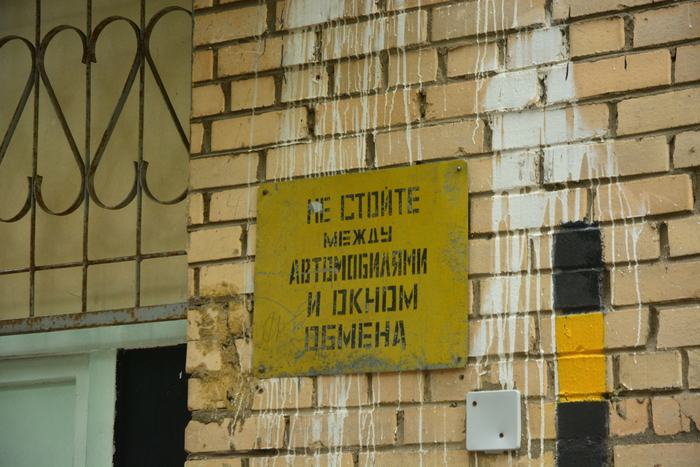 НЕ СТОЙТЕ
МЕЖДУ
АВТОМОБИЛЯМИ
И ОКНОМ
ОБМЕНА